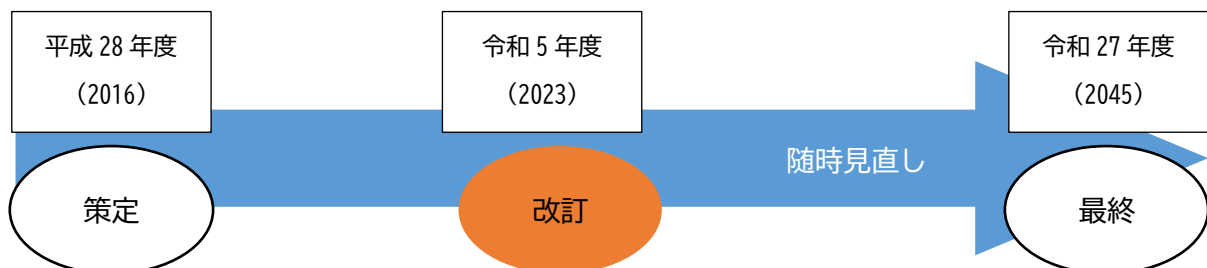 平成 28 年度
（2016）
令和 5 年度
（2023）
令和 27 年度
（2045）
随時見直し
策定
改訂
最終